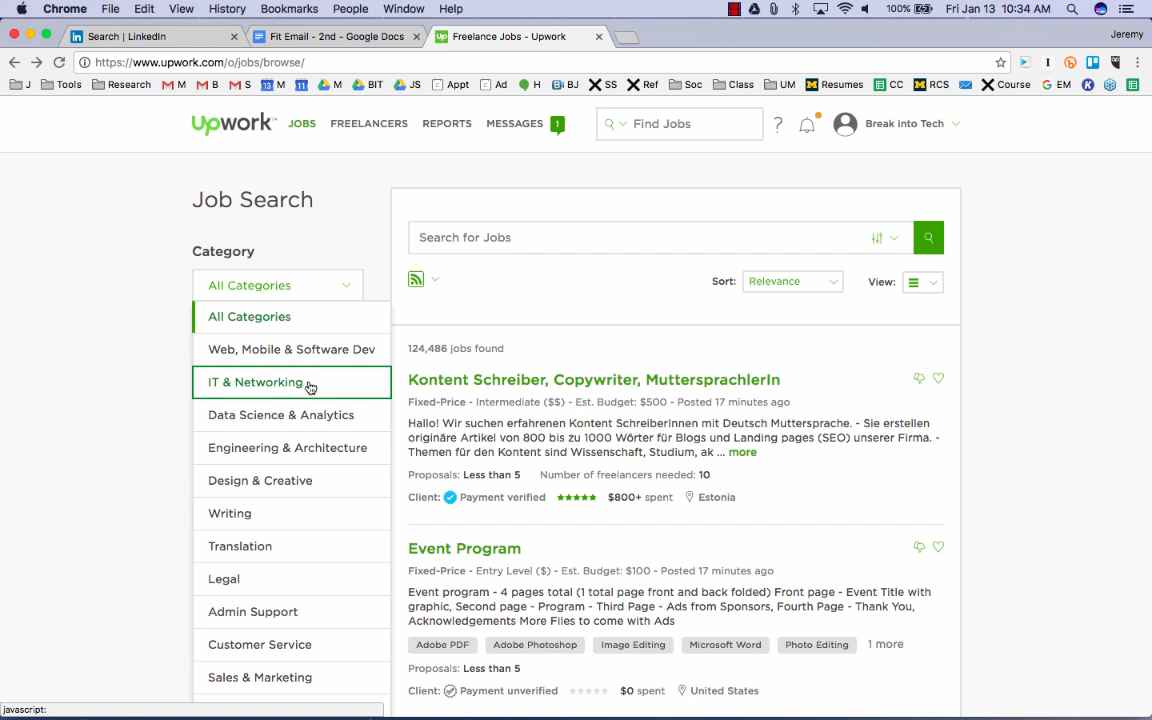 Chrome File Edit View History Bookmarks People Window Help 100% Fri Jan 13 10:34 AM
Search | LinkedIn Fit Email - 2nd - Google Docs Freelance Jobs - Upwork Jeremy
https://www.upwork.com/o/jobs/browse/
J Tools Research M B S M M BIT JS Appt Ad H BJ SS Ref Soc Class UM Resumes CC RCS Course EM
Upwork JOBS FREELANCERS REPORTS MESSAGES 1 Find Jobs ? Break into Tech
Job Search
Search for Jobs
Category
All Categories
Sort: Relevance View:
All Categories
Web, Mobile & Software Dev
IT & Networking
Data Science & Analytics
Engineering & Architecture
Design & Creative
Writing
Translation
Legal
Admin Support
Customer Service
Sales & Marketing
124,486 jobs found
Kontent Schreiber, Copywriter, MuttersprachlerIn
Fixed-Price - Intermediate ($$) - Est. Budget: $500 - Posted 17 minutes ago
Hallo! Wir suchen erfahrenen Kontent SchreiberInnen mit Deutsch Muttersprache. - Sie erstellen
originäre Artikel von 800 bis zu 1000 Wörter für Blogs und Landing pages (SEO) unserer Firma. -
Themen für den Kontent sind Wissenschaft, Studium, ak ... more
Proposals: Less than 5 Number of freelancers needed: 10
Client: Payment verified $800+ spent Estonia
Event Program
Fixed-Price - Entry Level ($) - Est. Budget: $100 - Posted 17 minutes ago
Event program - 4 pages total (1 total page front and back folded) Front page - Event Title with
graphic, Second page - Program - Third Page - Ads from Sponsors, Fourth Page - Thank You,
Acknowledgements More Files to come with Ads
Adobe PDF Adobe Photoshop Image Editing Microsoft Word Photo Editing 1 more
Proposals: Less than 5
Client: Payment unverified $0 spent United States
javascript: